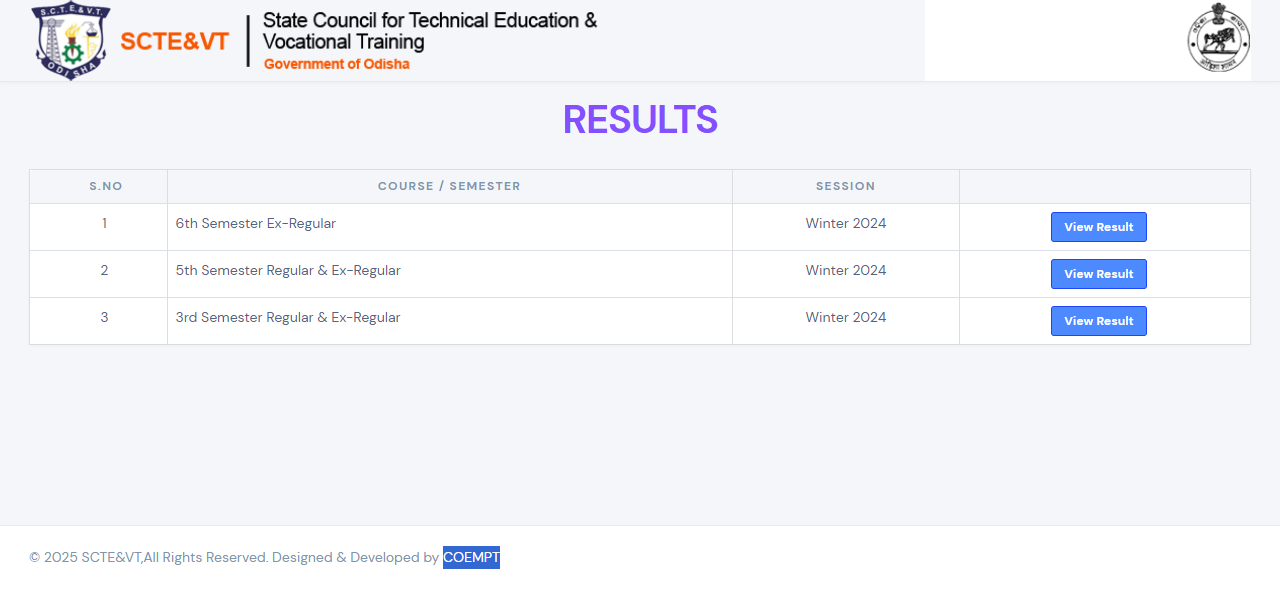 S.C.T.E.& V.T.
ODISHA
SCTE&VT
State Council for Technical Education &
Vocational Training
Government of Odisha
RESULTS
S.NO COURSE / SEMESTER SESSION
1 6th Semester Ex-Regular Winter 2024 View Result
2 5th Semester Regular & Ex-Regular Winter 2024 View Result
3 3rd Semester Regular & Ex-Regular Winter 2024 View Result
© 2025 SCTE&VT,All Rights Reserved. Designed & Developed by COEMPT